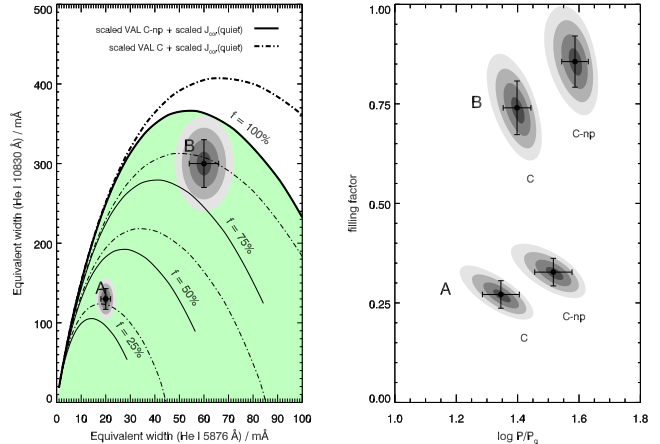 500
400
300
200
100
0
0 10 20 30 40 50 60 70 80 90 100
Equivalent width (He I 10830 Å) / mÅ
Equivalent width (He I 5876 Å) / mÅ
scaled VAL C-np + scaled Jcor(quiet)
scaled VAL C + scaled Jcor(quiet)
f = 100%
f = 75%
f = 50%
f = 25%
B
A
1.00
0.75
0.50
0.25
0.00
1.0 1.2 1.4 1.6 1.8
filling factor
log P/Pq
B
C-np
C
A
C-np
C